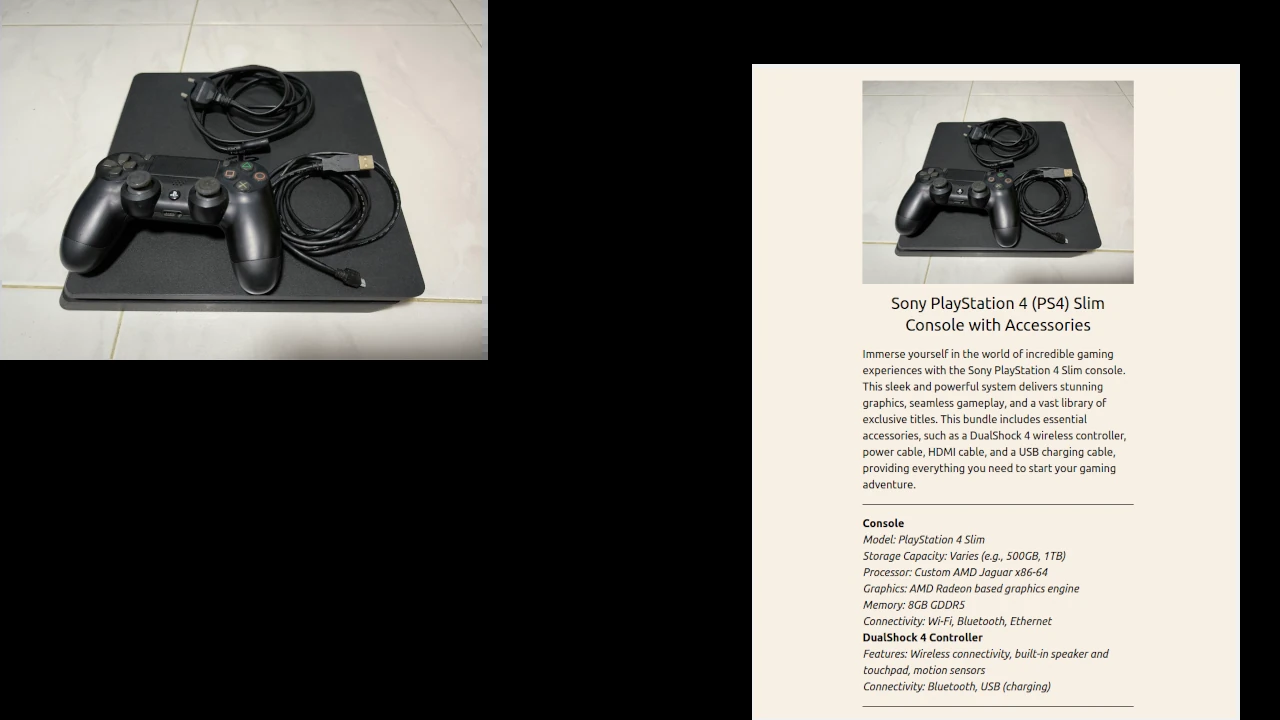 Sony PlayStation 4 (PS4) Slim
Console with Accessories
Immerse yourself in the world of incredible gaming
experiences with the Sony PlayStation 4 Slim console.
This sleek and powerful system delivers stunning
graphics, seamless gameplay, and a vast library of
exclusive titles. This bundle includes essential
accessories, such as a DualShock 4 wireless controller,
power cable, HDMI cable, and a USB charging cable,
providing everything you need to start your gaming
adventure.
Console
Model: PlayStation 4 Slim
Storage Capacity: Varies (e.g., 500GB, 1TB)
Processor: Custom AMD Jaguar x86-64
Graphics: AMD Radeon based graphics engine
Memory: 8GB GDDR5
Connectivity: Wi-Fi, Bluetooth, Ethernet
DualShock 4 Controller
Features: Wireless connectivity, built-in speaker and
touchpad, motion sensors
Connectivity: Bluetooth, USB (charging)